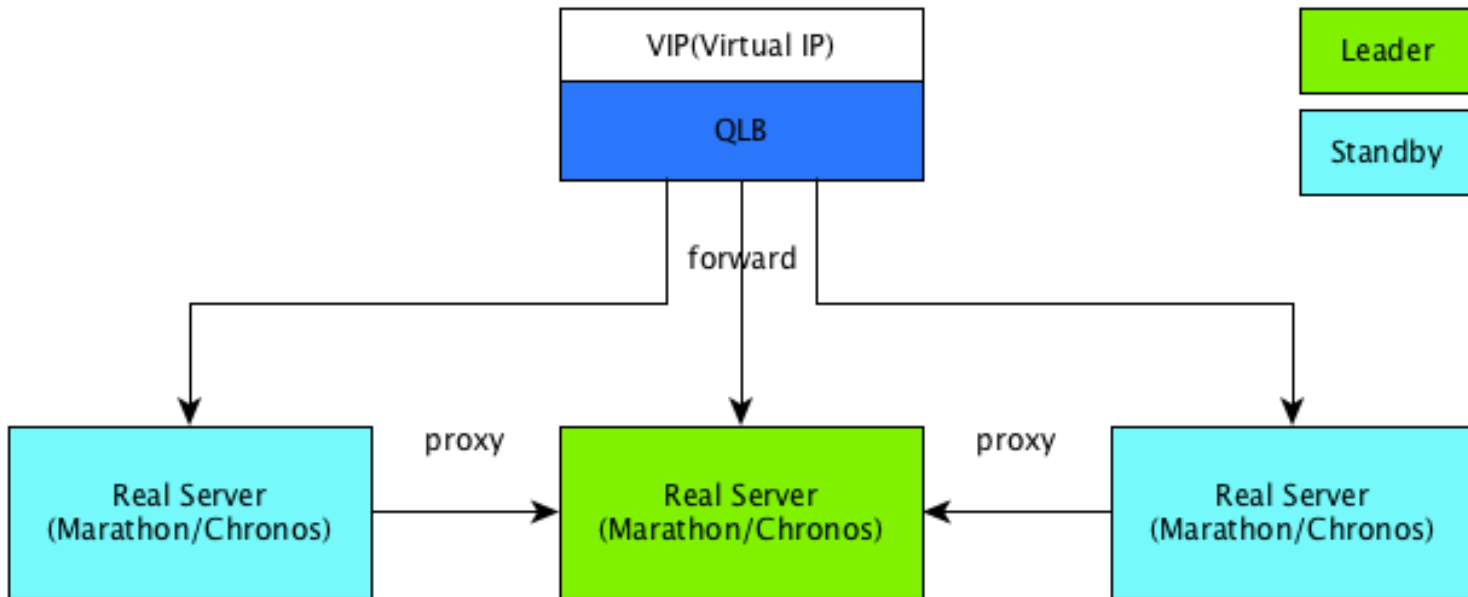 VIP(Virtual IP)
QLB
Leader
Standby
forward
proxy
proxy
Real Server
(Marathon/Chronos)
Real Server
(Marathon/Chronos)
Real Server
(Marathon/Chronos)